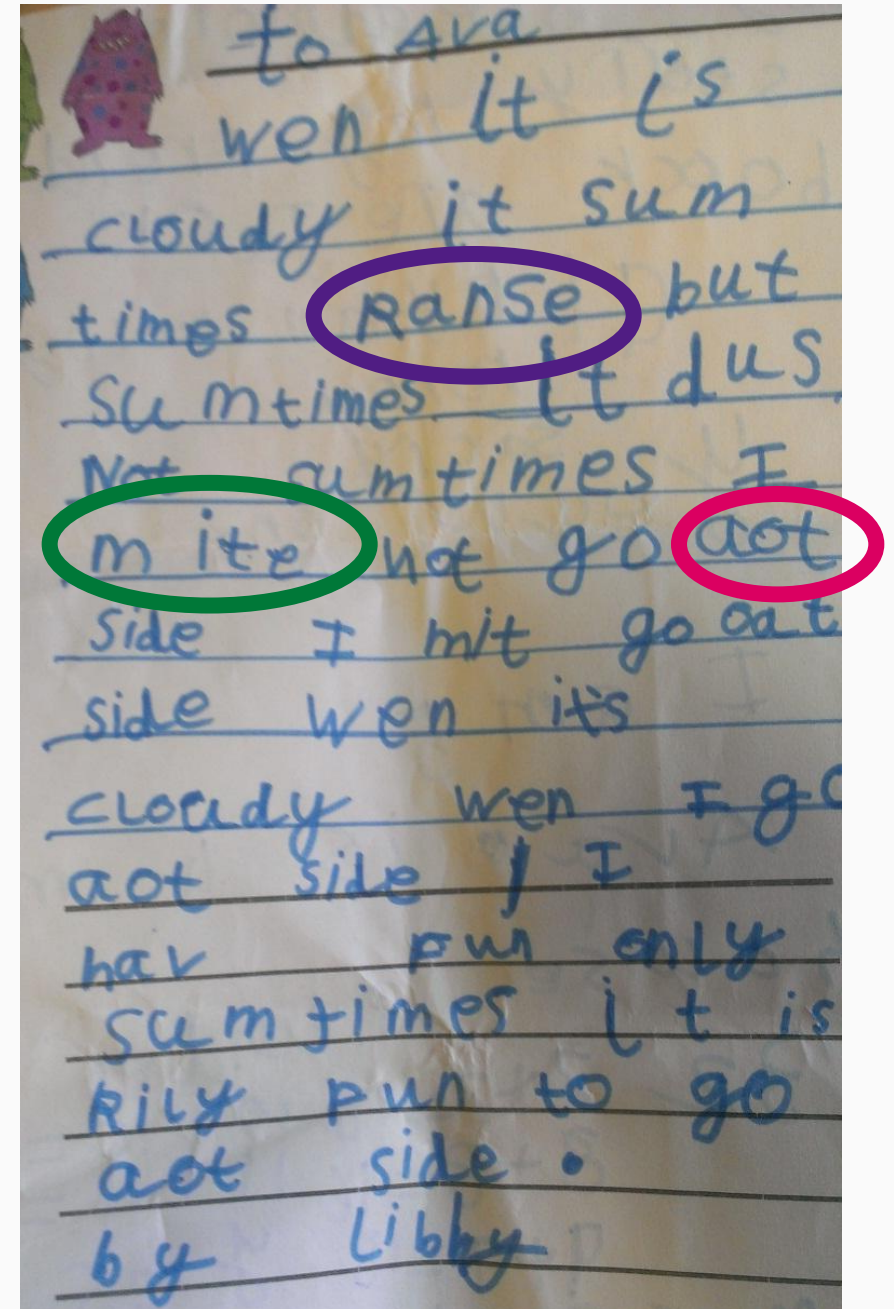 to Ava
wen it is
cloudy it sum
times Ranse but
sumtimes it dus
Not sumtimes I
mite not go aot
side I mit go oat
side wen it's
cloudy wen I go
aot side I
hav fun only
sumtimes it is
Rily fun to go
aot side.
by Libby